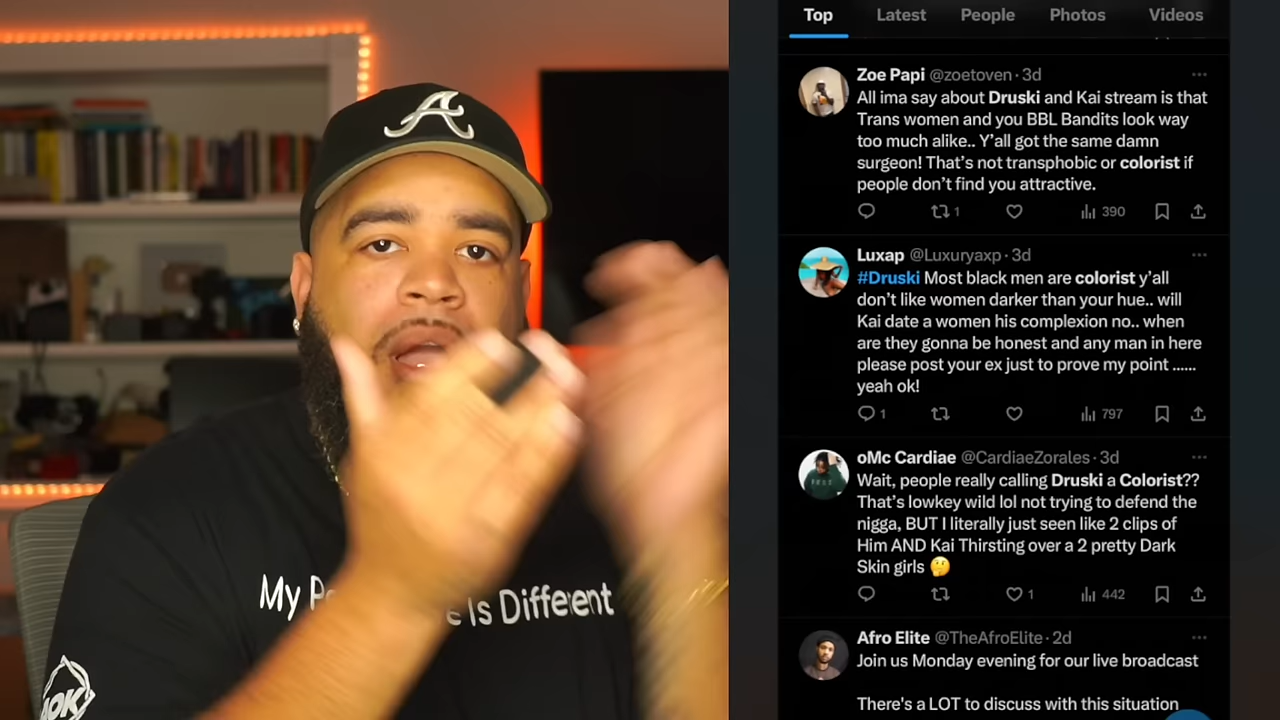 A
My Pe e Is Different
AOK
Top Latest People Photos Videos
Zoe Papi @zoetoven · 3d
All ima say about Druski and Kai stream is that
Trans women and you BBL Bandits look way
too much alike.. Y'all got the same damn
surgeon! That's not transphobic or colorist if
people don't find you attractive.
1 390
Luxap @Luxuryaxp · 3d
#Druski Most black men are colorist y'all
don't like women darker than your hue.. will
Kai date a women his complexion no.. when
are they gonna be honest and any man in here
please post your ex just to prove my point ......
yeah ok!
1 797
oMc Cardiae @CardiaeZorales · 3d
Wait, people really calling Druski a Colorist??
That's lowkey wild lol not trying to defend the
nigga, BUT I literally just seen like 2 clips of
Him AND Kai Thirsting over a 2 pretty Dark
Skin girls 🤔
1 442
Afro Elite @TheAfroElite · 2d
Join us Monday evening for our live broadcast
There's a LOT to discuss with this situation